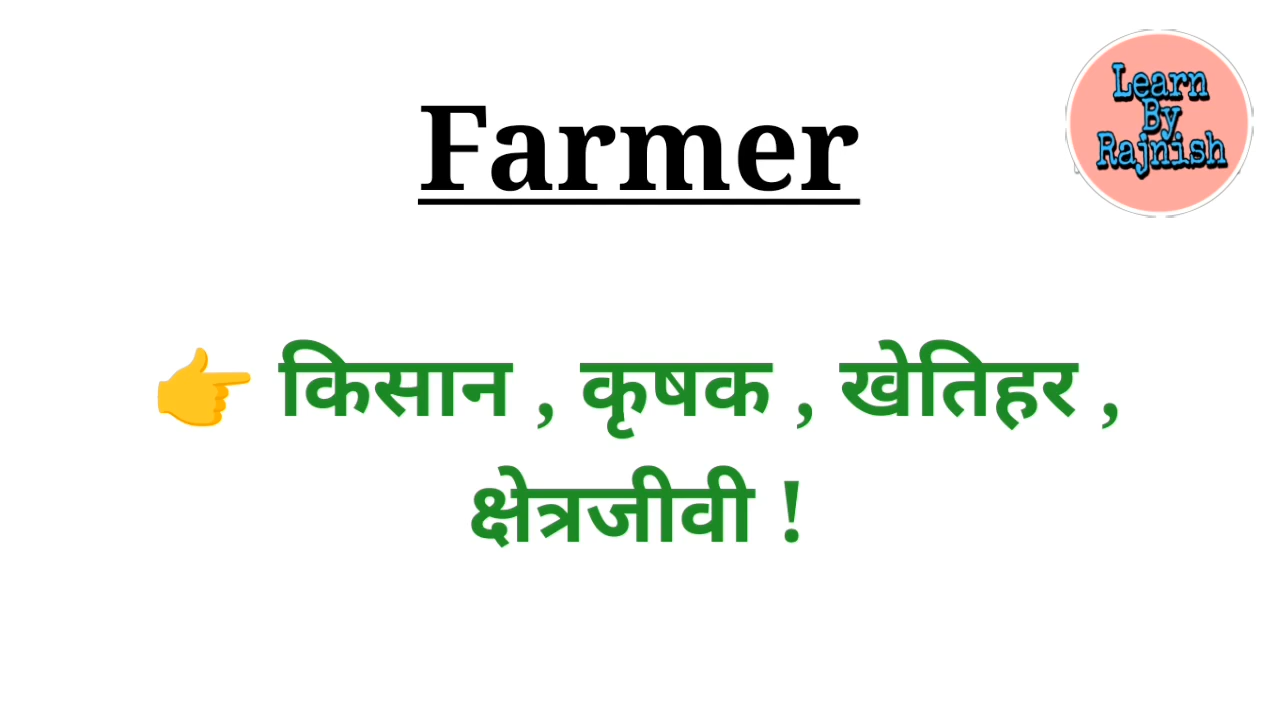 Farmer
Learn
By
Rajnish
👉 किसान , कृषक , खेतिहर ,
क्षेत्रजीवी !